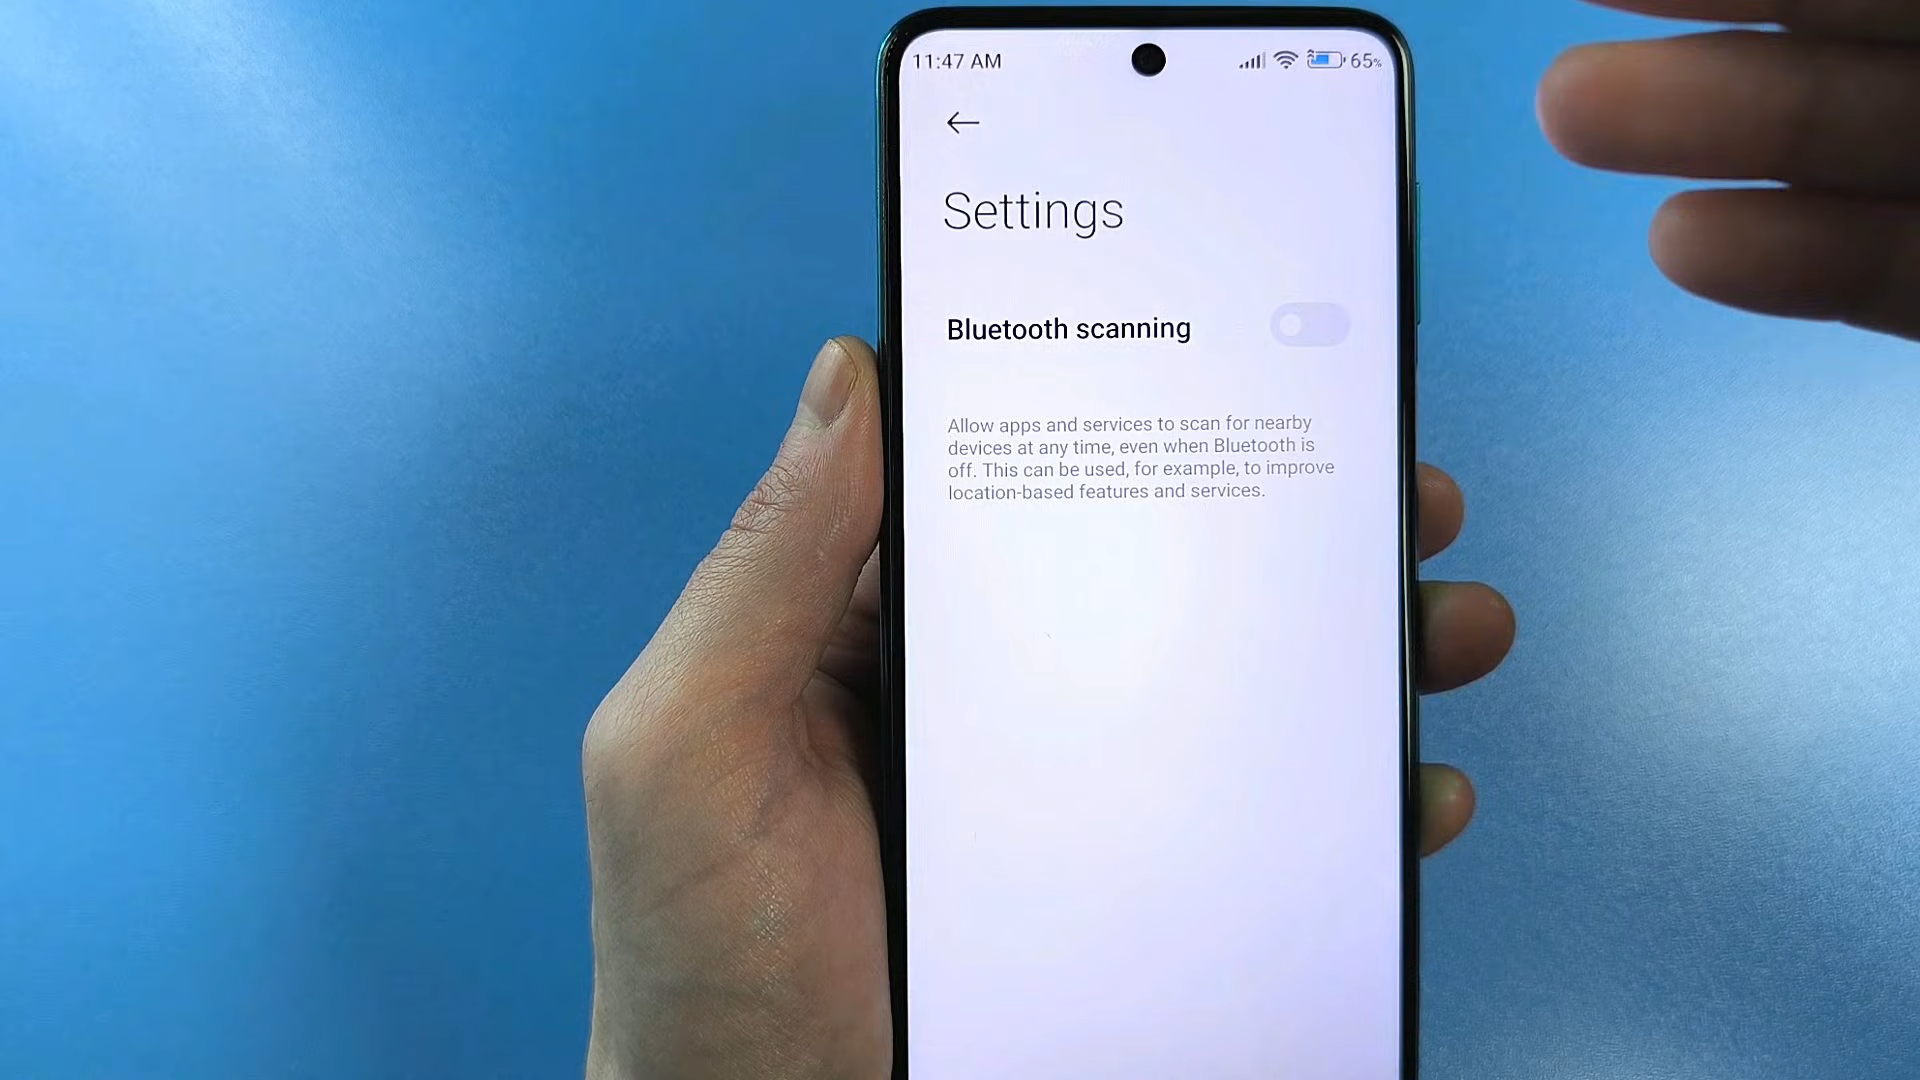 11:47 AM
65%
Settings
Bluetooth scanning
Allow apps and services to scan for nearby
devices at any time, even when Bluetooth is
off. This can be used, for example, to improve
location-based features and services.